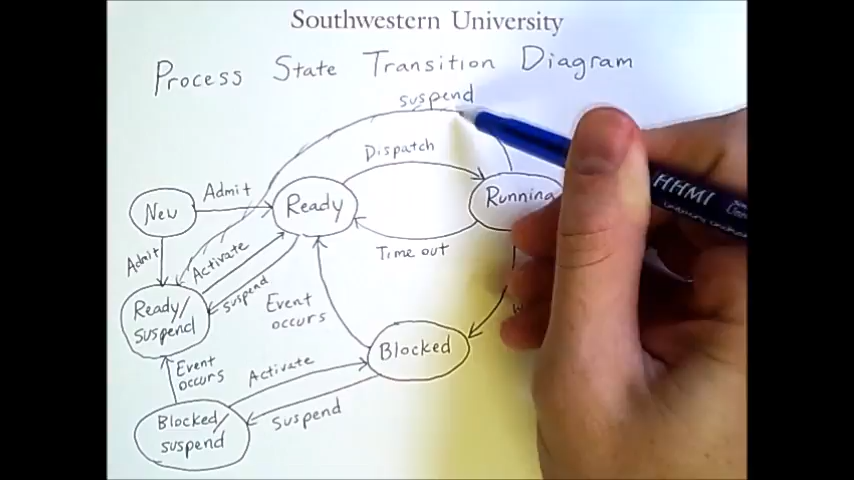 Southwestern University
Process State Transition Diagram
suspend
Dispatch
New
Admit
Ready
Running
HHMI
Admit
Activate
suspend
Time out
Ready/
suspend
Event
occurs
Blocked
Event
occurs
Activate
suspend
Blocked/
suspend